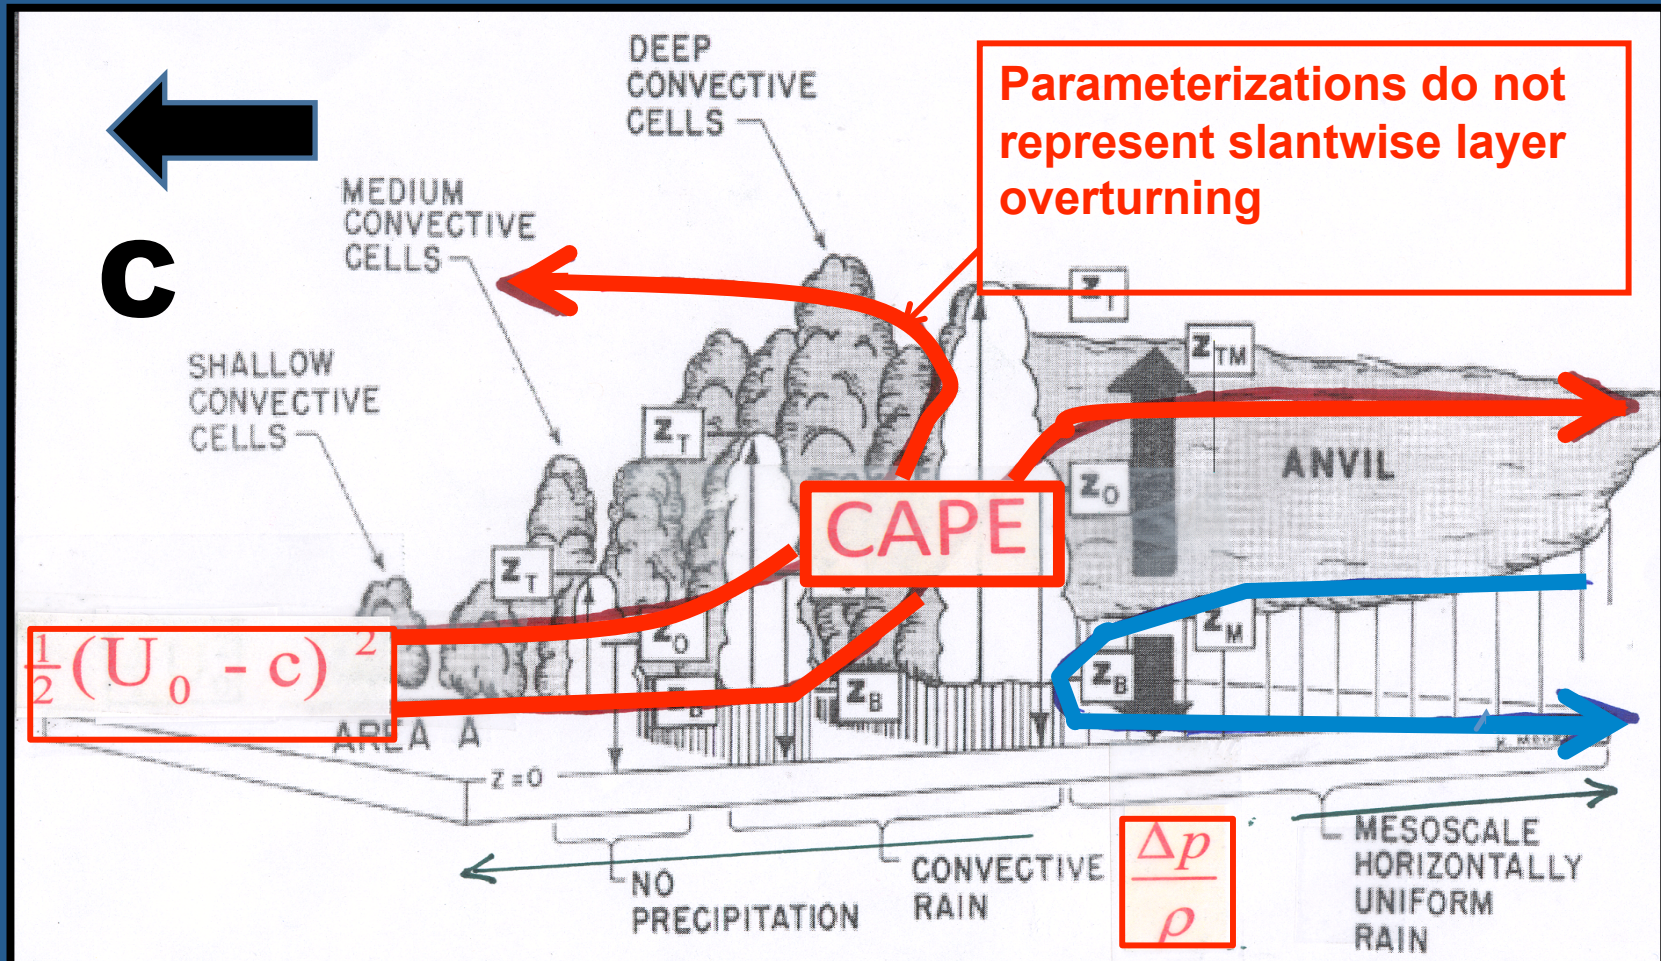 DEEP
CONVECTIVE
CELLS
Parameterizations do not
represent slantwise layer
overturning
MEDIUM
CONVECTIVE
CELLS
C
SHALLOW
CONVECTIVE
CELLS
Z_T
Z_TM
Z_T
Z_O
ANVIL
CAPE
Z_T
½(U₀ - c)²
Z_O
Z_M
Z_B
Z_B
Z_B
AREA A
Z=0
Δp/ρ
NO
PRECIPITATION
CONVECTIVE
RAIN
MESOSCALE
HORIZONTALLY
UNIFORM
RAIN